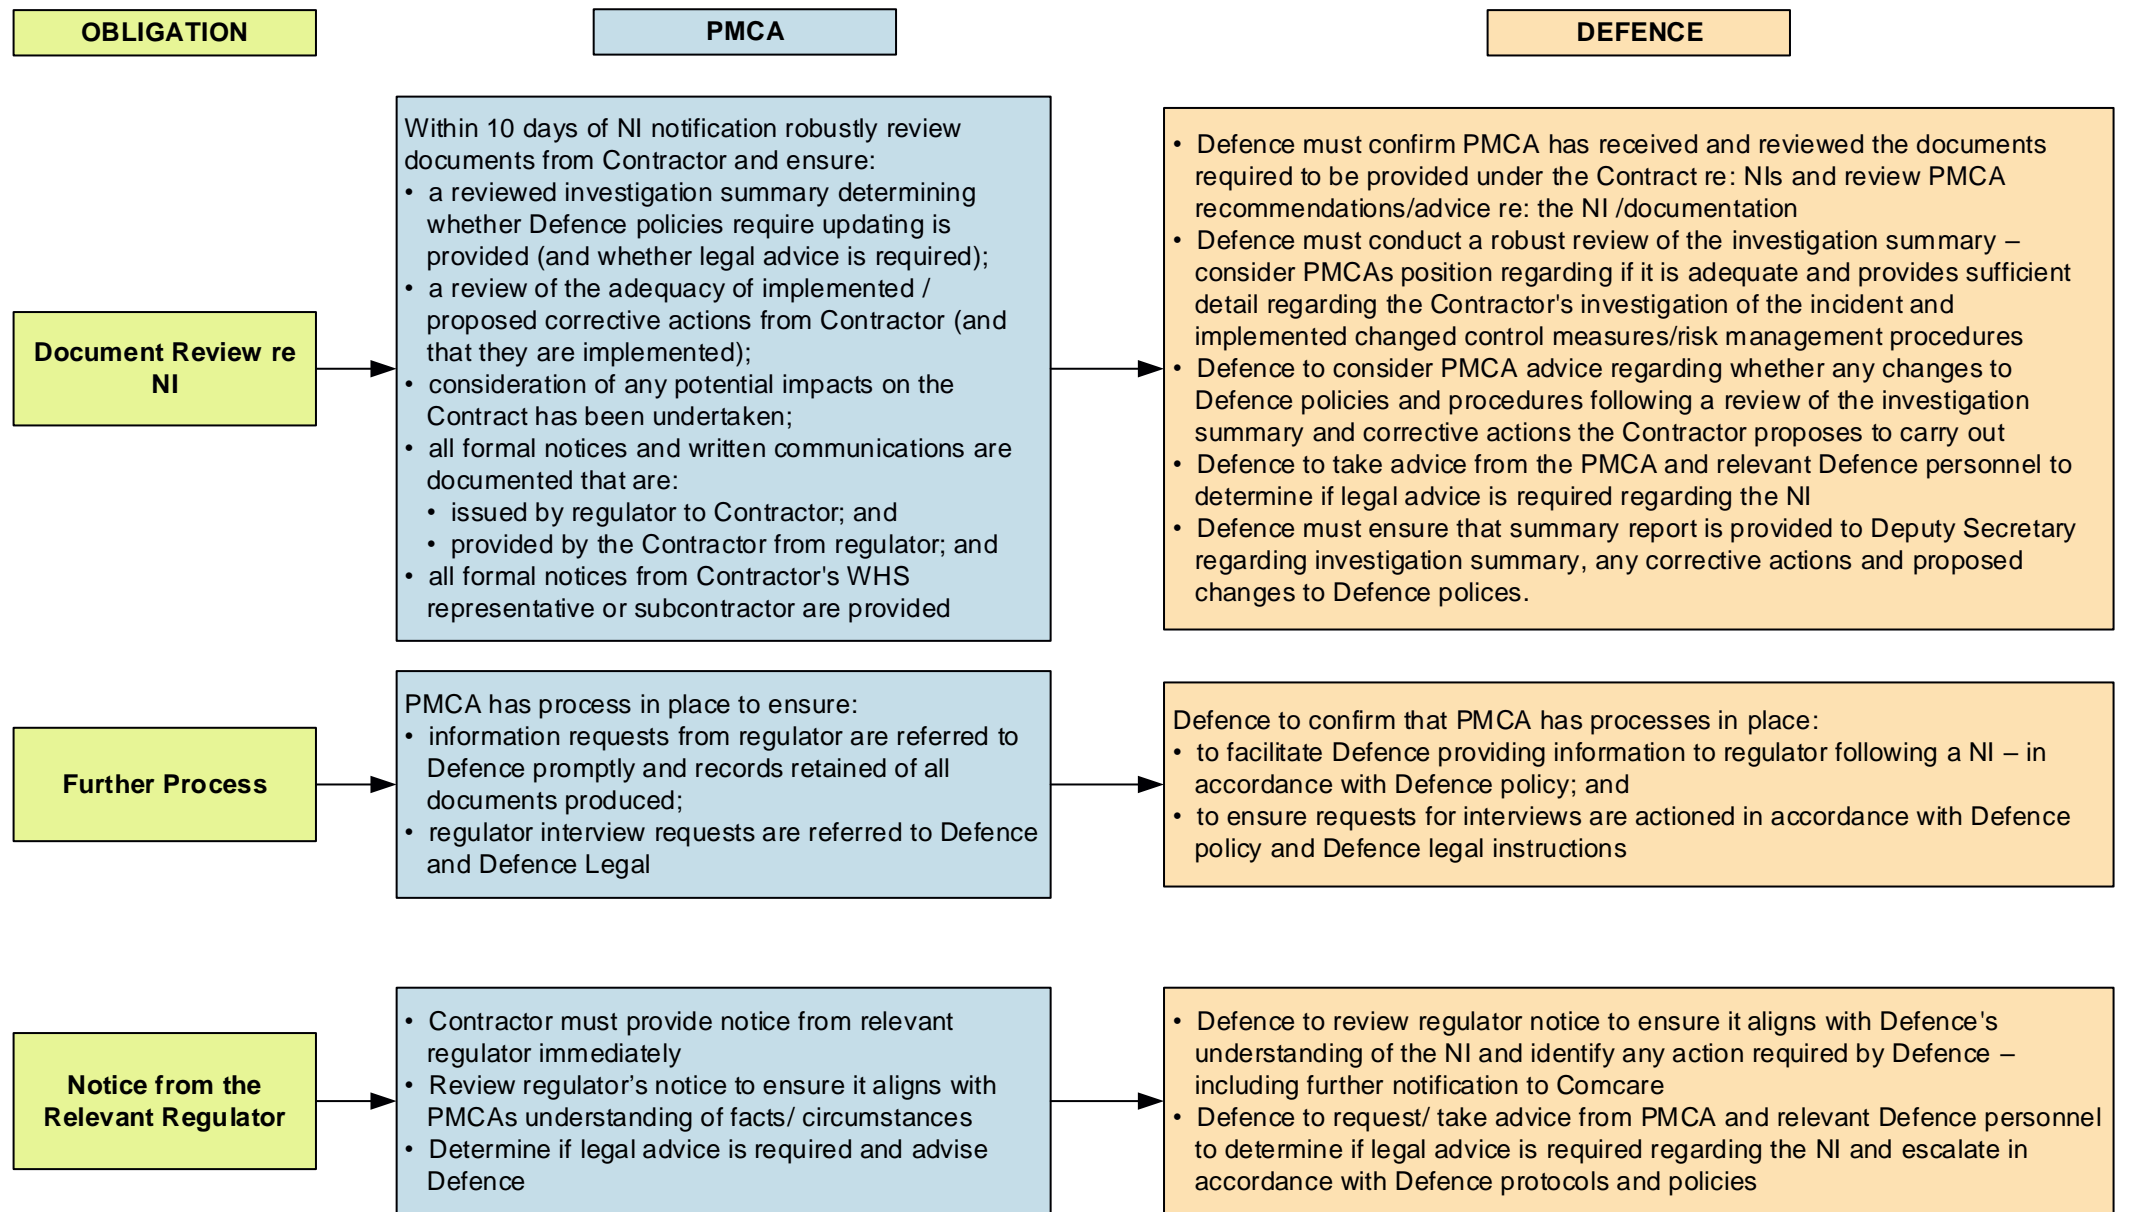 OBLIGATION
PMCA
DEFENCE
Document Review re
NI
Within 10 days of NI notification robustly review
documents from Contractor and ensure:
• a reviewed investigation summary determining
whether Defence policies require updating is
provided (and whether legal advice is required);
• a review of the adequacy of implemented /
proposed corrective actions from Contractor (and
that they are implemented);
• consideration of any potential impacts on the
Contract has been undertaken;
• all formal notices and written communications are
documented that are:
• issued by regulator to Contractor; and
• provided by the Contractor from regulator; and
• all formal notices from Contractor's WHS
representative or subcontractor are provided
• Defence must confirm PMCA has received and reviewed the documents
required to be provided under the Contract re: NIs and review PMCA
recommendations/advice re: the NI /documentation
• Defence must conduct a robust review of the investigation summary –
consider PMCAs position regarding if it is adequate and provides sufficient
detail regarding the Contractor's investigation of the incident and
implemented changed control measures/risk management procedures
• Defence to consider PMCA advice regarding whether any changes to
Defence policies and procedures following a review of the investigation
summary and corrective actions the Contractor proposes to carry out
• Defence to take advice from the PMCA and relevant Defence personnel to
determine if legal advice is required regarding the NI
• Defence must ensure that summary report is provided to Deputy Secretary
regarding investigation summary, any corrective actions and proposed
changes to Defence polices.
Further Process
PMCA has process in place to ensure:
• information requests from regulator are referred to
Defence promptly and records retained of all
documents produced;
• regulator interview requests are referred to Defence
and Defence Legal
Defence to confirm that PMCA has processes in place:
• to facilitate Defence providing information to regulator following a NI – in
accordance with Defence policy; and
• to ensure requests for interviews are actioned in accordance with Defence
policy and Defence legal instructions
Notice from the
Relevant Regulator
• Contractor must provide notice from relevant
regulator immediately
• Review regulator’s notice to ensure it aligns with
PMCAs understanding of facts/ circumstances
• Determine if legal advice is required and advise
Defence
• Defence to review regulator notice to ensure it aligns with Defence's
understanding of the NI and identify any action required by Defence –
including further notification to Comcare
• Defence to request/ take advice from PMCA and relevant Defence personnel
to determine if legal advice is required regarding the NI and escalate in
accordance with Defence protocols and policies